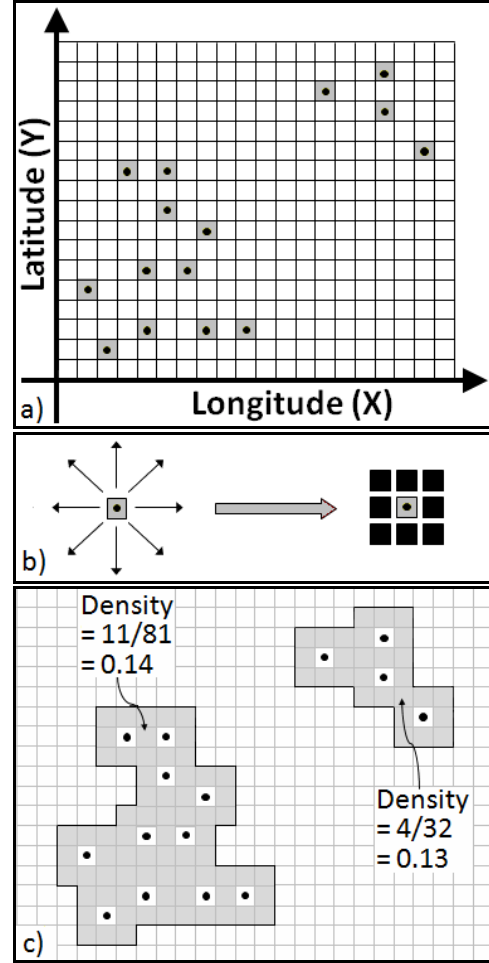 Latitude (Y)
Longitude (X)
a)
b)
Density
= 11/81
= 0.14
Density
= 4/32
= 0.13
c)